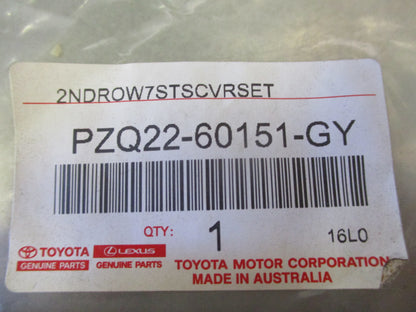 2NDROW7STSCVRSET
PZQ22-60151-GY
QTY: 1 16L0
TOYOTA LEXUS
GENUINE PARTS GENUINE PARTS
TOYOTA MOTOR CORPORATION
MADE IN AUSTRALIA